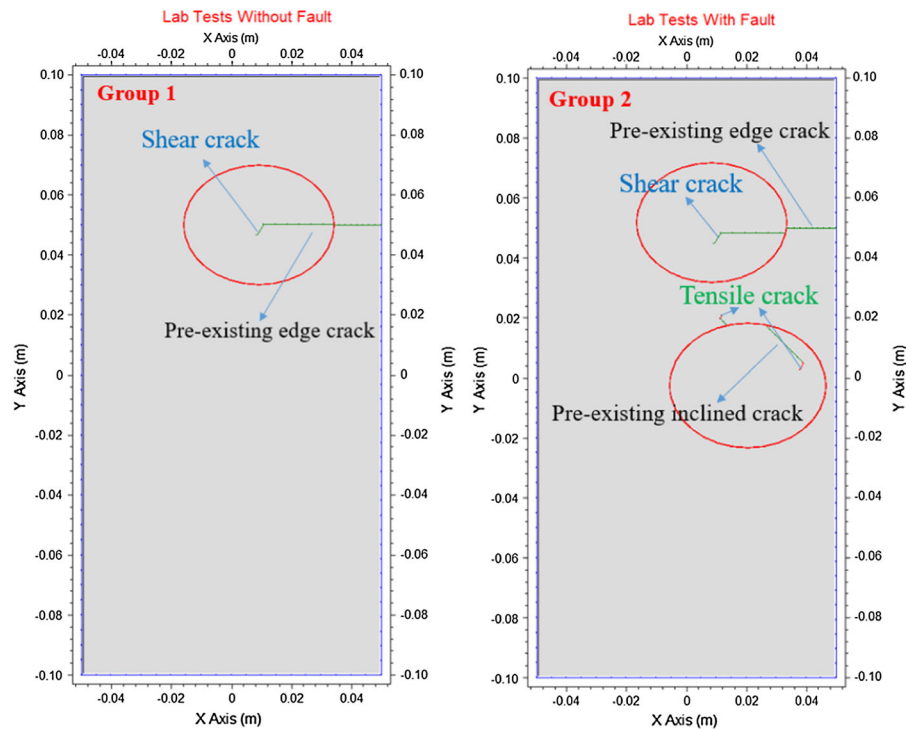 Lab Tests Without Fault
X Axis (m)
-0.04 -0.02 0 0.02 0.04
0.10 0.10
Group 1
0.08 0.08
Shear crack
0.06 0.06
0.04 0.04
0.02 0.02
Pre-existing edge crack
Y Axis (m)
0 0
Y Axis (m)
-0.02 -0.02
-0.04 -0.04
-0.06 -0.06
-0.08 -0.08
-0.10 -0.10
-0.04 -0.02 0 0.02 0.04
X Axis (m)
Lab Tests With Fault
X Axis (m)
-0.04 -0.02 0 0.02 0.04
0.10 0.10
Group 2
Pre-existing edge crack
0.08 0.08
Shear crack
0.06 0.06
0.04 0.04
Tensile crack
0.02 0.02
Y Axis (m)
0 0
Y Axis (m)
Pre-existing inclined crack
-0.02 -0.02
-0.04 -0.04
-0.06 -0.06
-0.08 -0.08
-0.10 -0.10
-0.04 -0.02 0 0.02 0.04
X Axis (m)